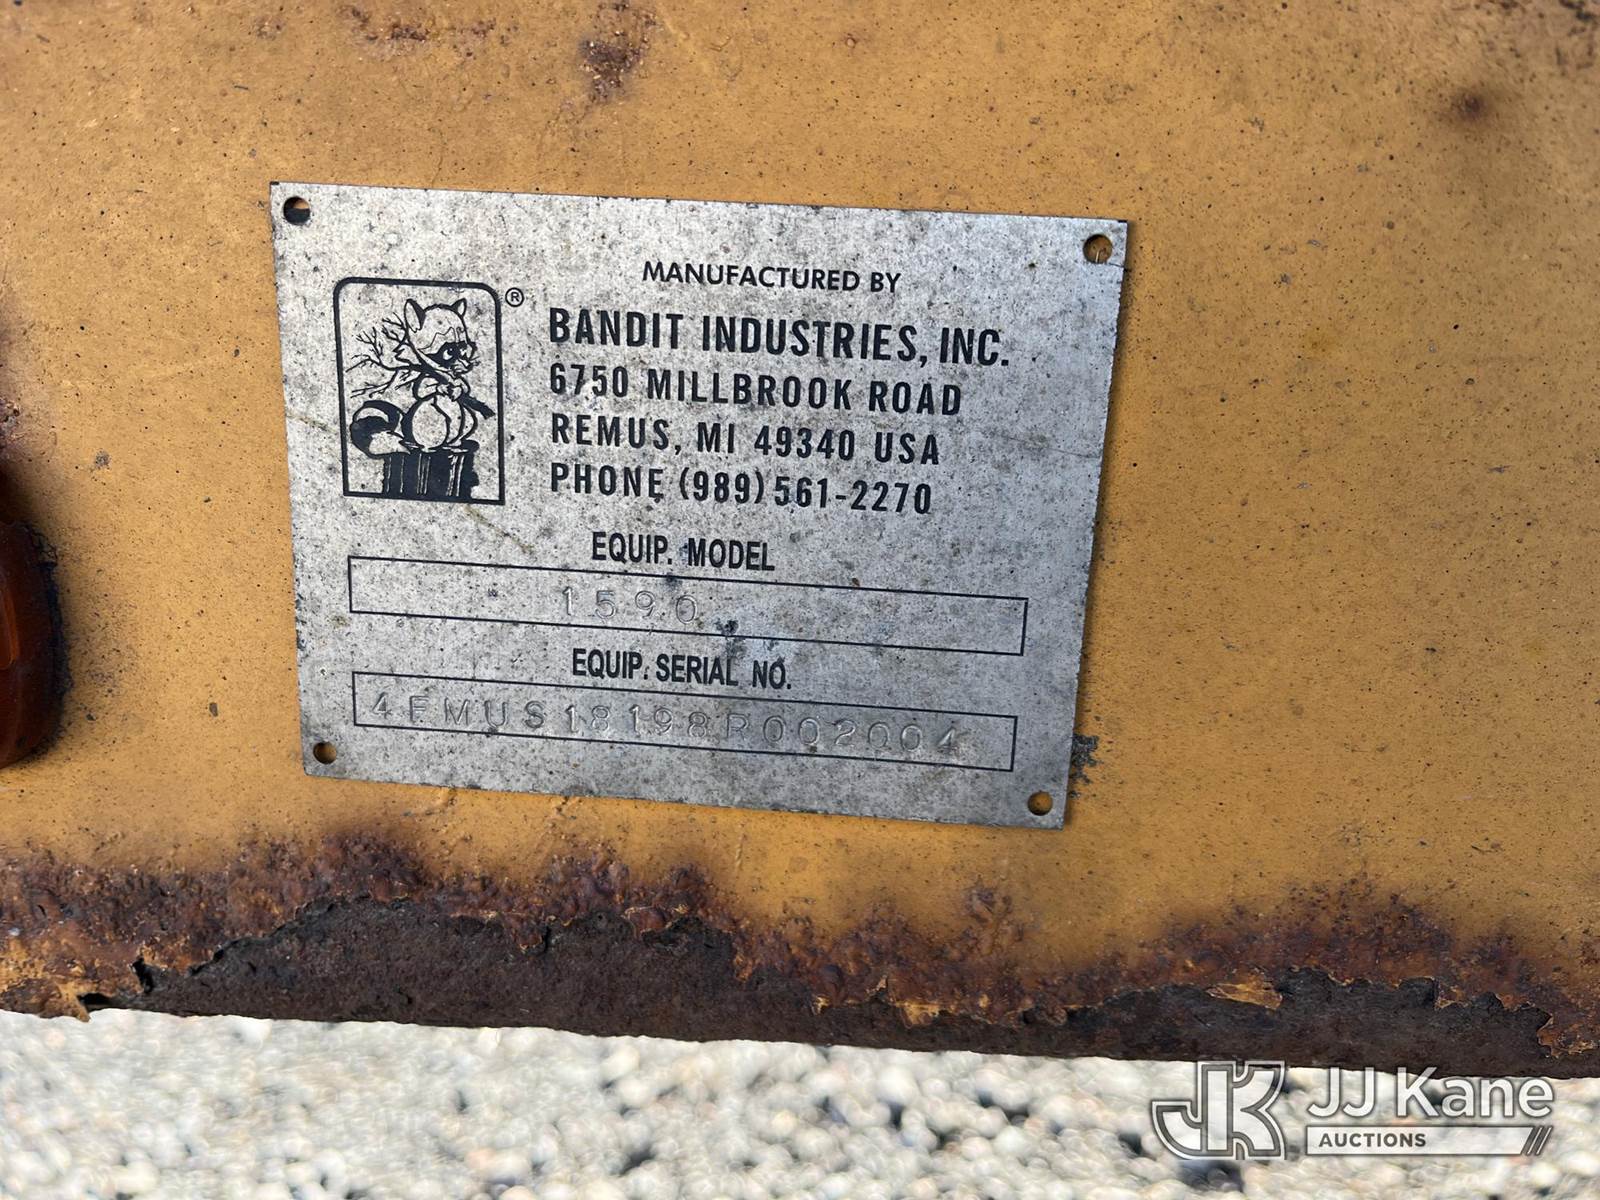 MANUFACTURED BY
®
BANDIT INDUSTRIES, INC.
6750 MILLBROOK ROAD
REMUS, MI 49340 USA
PHONE (989) 561-2270
EQUIP. MODEL
1590
EQUIP. SERIAL NO.
4FMUS18198R002004
JK JJ Kane
AUCTIONS